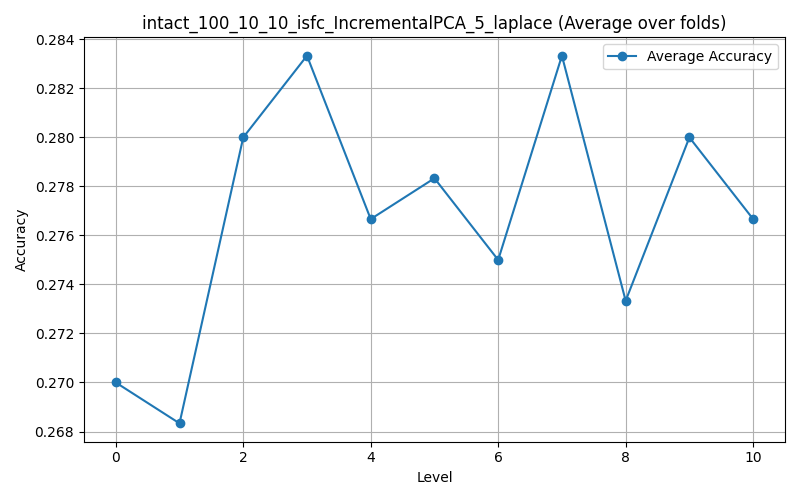 intact_100_10_10_isfc_IncrementalPCA_5_laplace (Average over folds)
Average Accuracy
Accuracy
0.284
0.282
0.280
0.278
0.276
0.274
0.272
0.270
0.268
0 2 4 6 8 10
Level